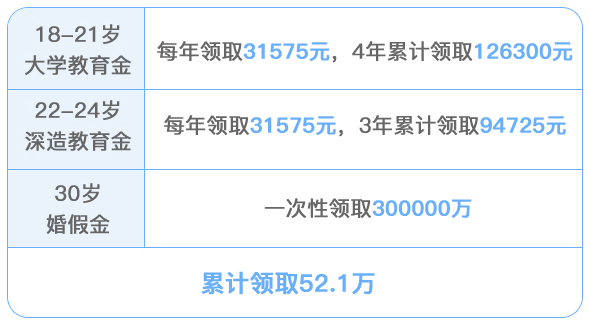 18-21岁
大学教育金
每年领取31575元，4年累计领取126300元
22-24岁
深造教育金
每年领取31575元，3年累计领取94725元
30岁
婚假金
一次性领取300000万
累计领取52.1万